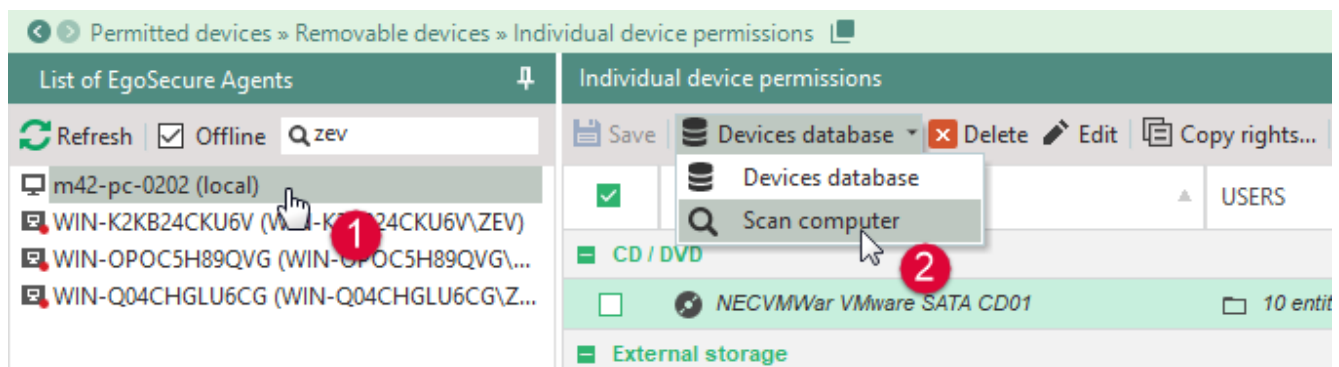 Permitted devices » Removable devices » Individual device permissions
List of EgoSecure Agents
Refresh Offline zev
m42-pc-0202 (local)
WIN-K2KB24CKU6V 24CKU6V\ZEV)
WIN-OPOC5H89QVG (WIN- OC5H89QVG\...
WIN-Q04CHGLU6CG (WIN-Q04CHGLU6CG\Z...
1
Individual device permissions
Save Devices database Delete Edit Copy rights...
Devices database
Scan computer
2
USERS
CD / DVD
NECVMWar VMware SATA CD01 10 entit
External storage